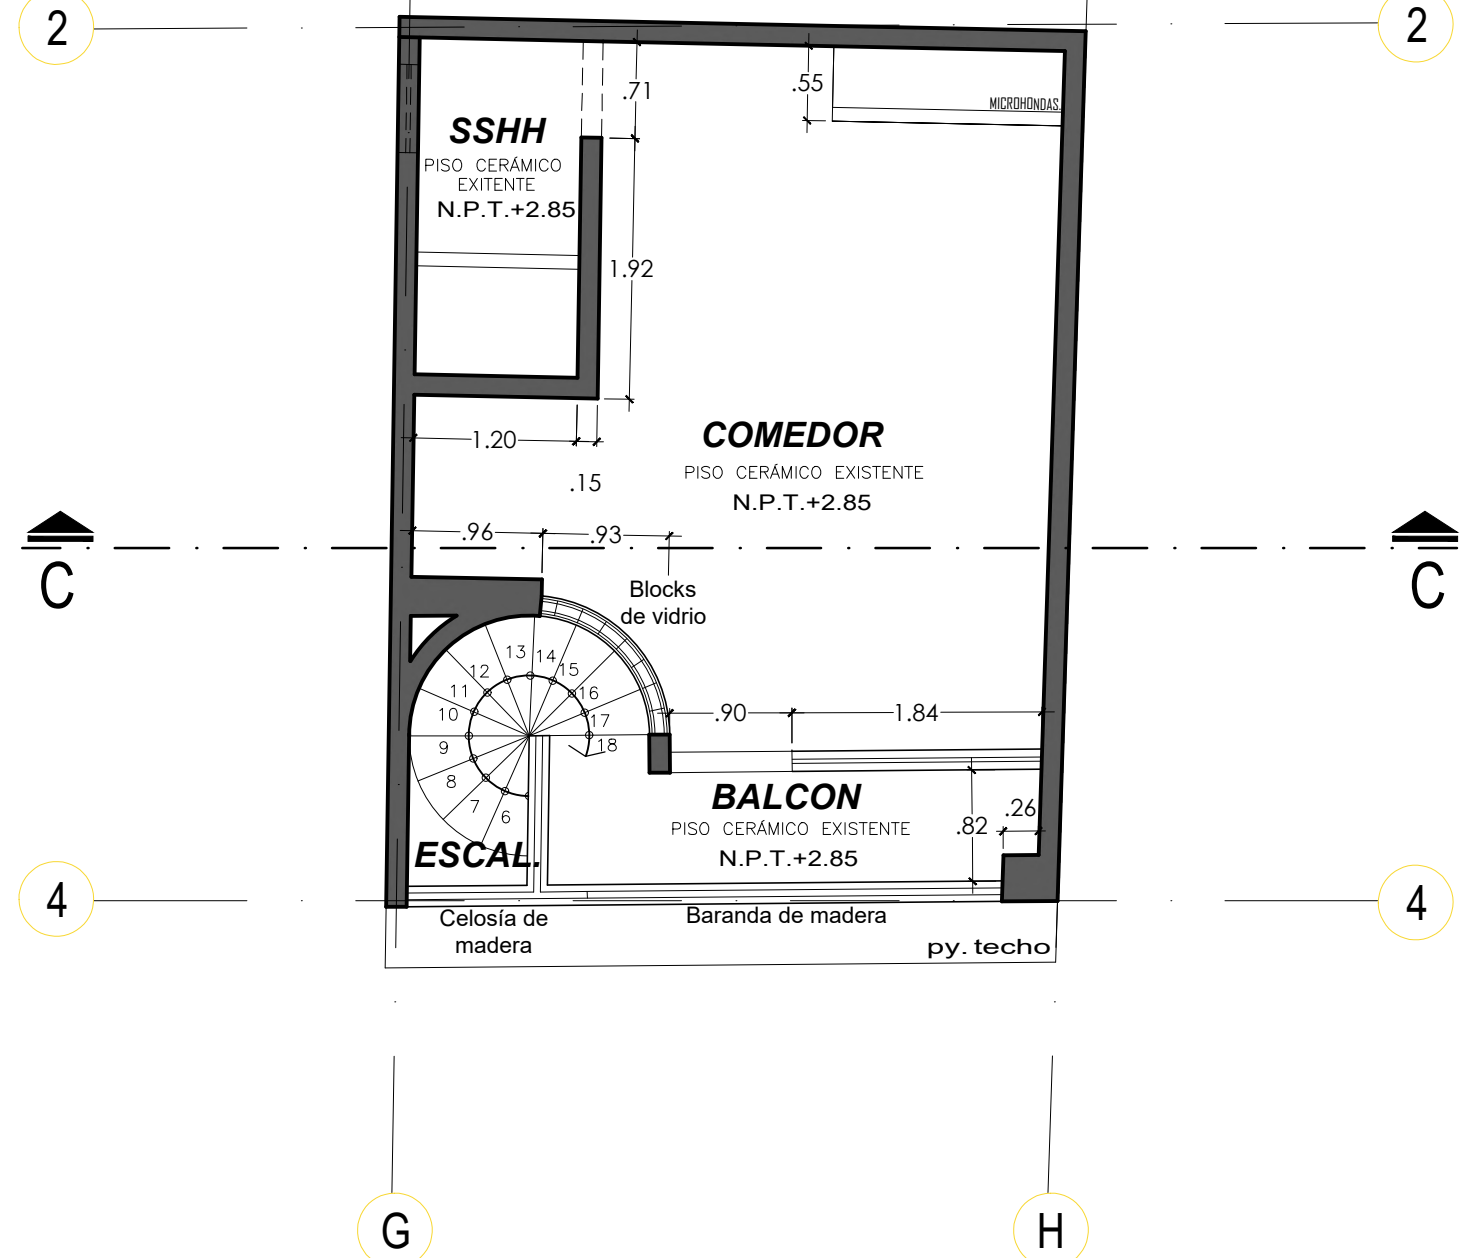 2
2
.71
.55
MICROHONDAS.
SSHH
PISO CERÁMICO
EXITENTE
N.P.T.+2.85
1.92
1.20
.15
COMEDOR
PISO CERÁMICO EXISTENTE
N.P.T.+2.85
.96
.93
C
C
Blocks
de vidrio
13
14
12
15
11
16
10
17
9
18
8
7
6
.90
1.84
BALCON
PISO CERÁMICO EXISTENTE
N.P.T.+2.85
.82
.26
ESCAL.
4
4
Celosía de
madera
Baranda de madera
py. techo
G
H